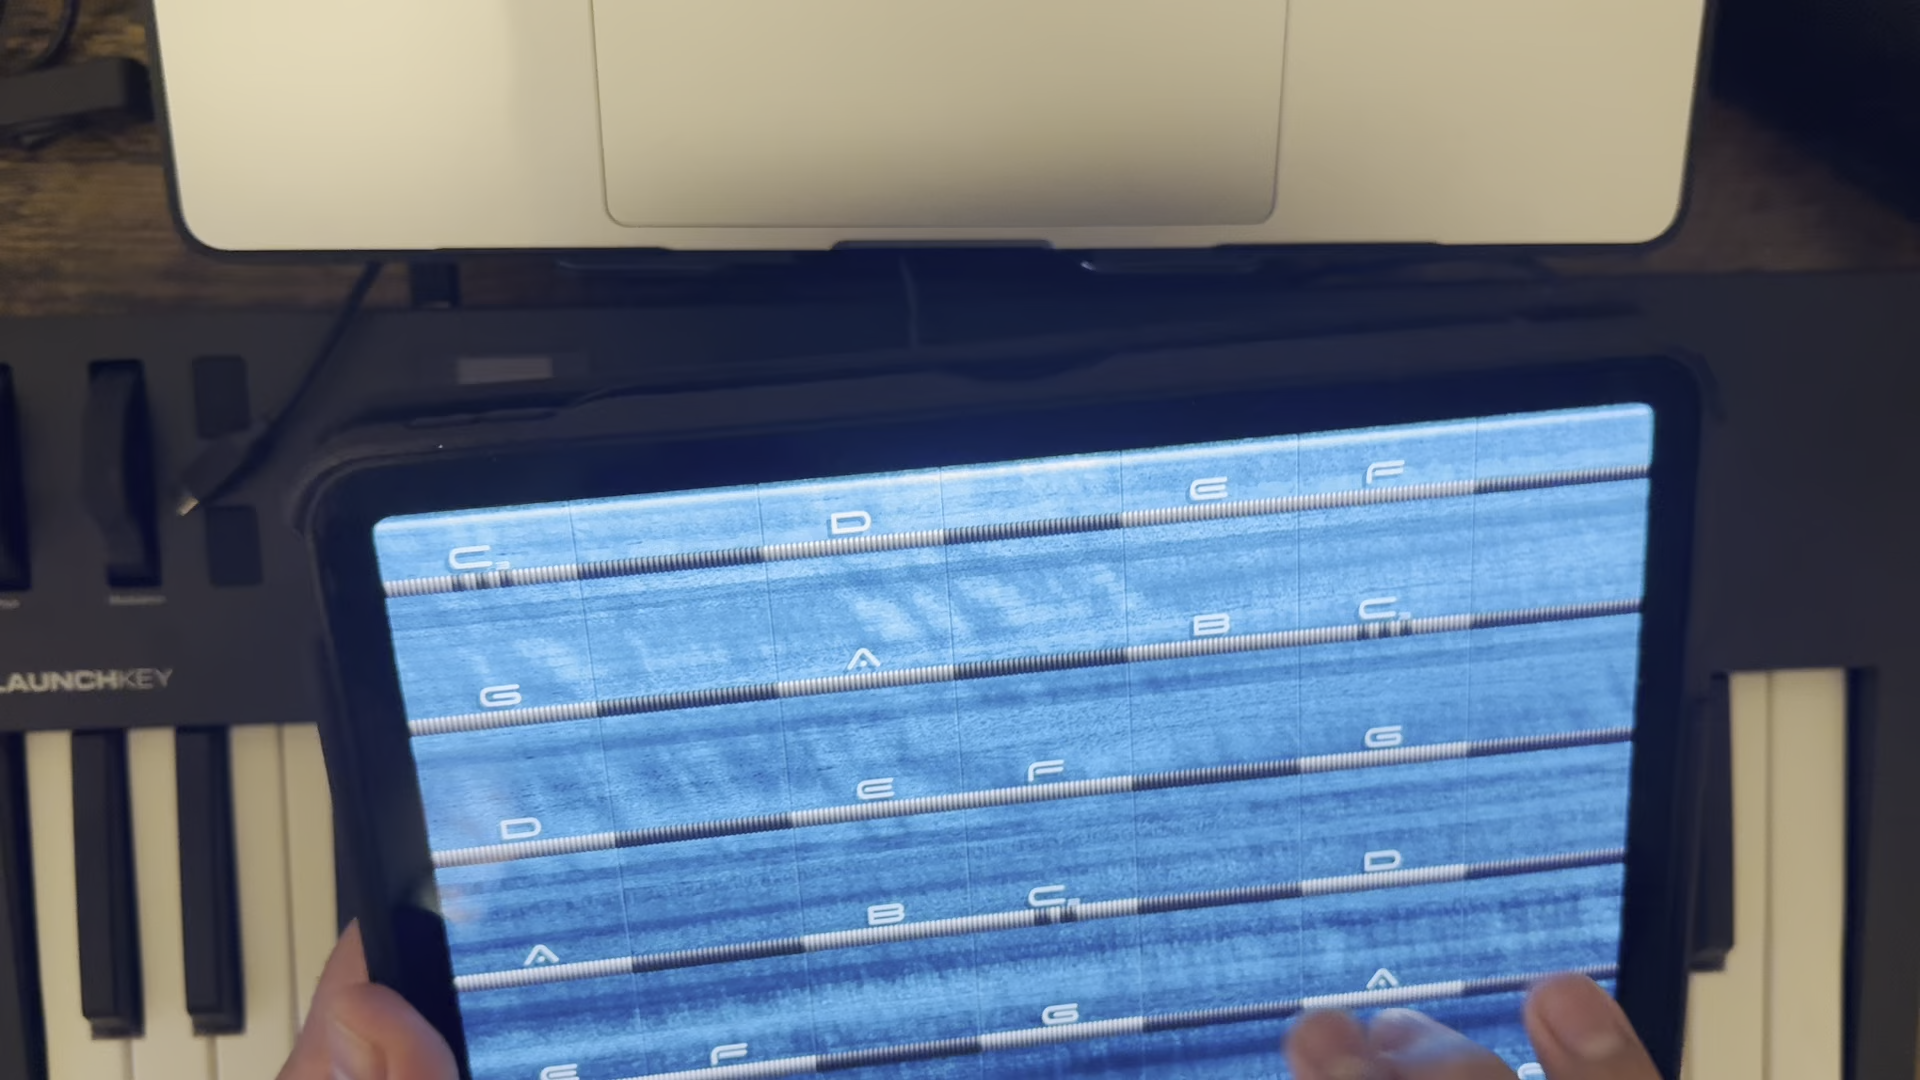 C D E F
G A B C
D E F G
A B C D
E F G A
LAUNCHKEY